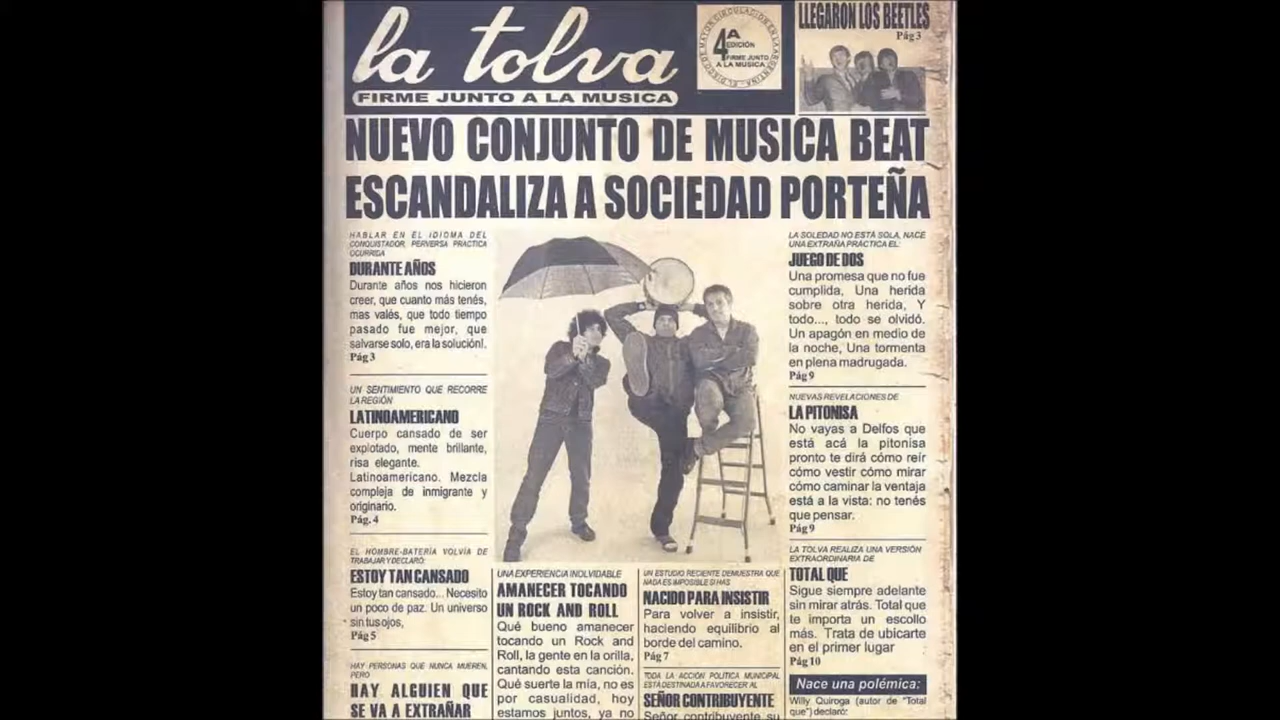 la tolva
FIRME JUNTO A LA MUSICA
EL DISCO DE MAYOR CIRCULACION EN LA ARGENTINA
4A
EDICIÓN
FIRME JUNTO
A LA MUSICA
LLEGARON LOS BEETLES
Pág 3
NUEVO CONJUNTO DE MUSICA BEAT
ESCANDALIZA A SOCIEDAD PORTEÑA
HABLAR EN EL IDIOMA DEL
CONQUISTADOR, PERVERSA PRÁCTICA
OCURRIDA
DURANTE AÑOS
Durante años nos hicieron
creer, que cuanto más tenés,
mas valés, que todo tiempo
pasado fue mejor, que
salvarse solo, era la solución!.
Pág 3
UN SENTIMIENTO QUE RECORRE
LA REGIÓN
LATINOAMERICANO
Cuerpo cansado de ser
explotado, mente brillante,
risa elegante.
Latinoamericano. Mezcla
compleja de inmigrante y
originario.
Pág. 4
EL HOMBRE-BATERÍA VOLVÍA DE
TRABAJAR Y DECLARÓ:
ESTOY TAN CANSADO
Estoy tan cansado... Necesito
un poco de paz. Un universo
sin tus ojos,
Pág 5
HAY PERSONAS QUE NUNCA MUEREN,
PERO
HAY ALGUIEN QUE
SE VA A EXTRAÑAR
UNA EXPERIENCIA INOLVIDABLE
AMANECER TOCANDO
UN ROCK AND ROLL
Qué bueno amanecer
tocando un Rock and
Roll, la gente en la orilla,
cantando esta canción.
Qué suerte la mía, no es
por casualidad, hoy
estamos juntos, ya no
UN ESTUDIO RECIENTE DEMUESTRA QUE
NADA ES IMPOSIBLE SI HAS
NACIDO PARA INSISTIR
Para volver a insistir,
haciendo equilibrio al
borde del camino.
Pág 7
TODA LA ACCIÓN POLÍTICA MUNICIPAL
ESTÁ DESTINADA A FAVORECER AL
SEÑOR CONTRIBUYENTE
Señor contribuyente su
LA SOLEDAD NO ESTÁ SOLA, NACE
UNA EXTRAÑA PRÁCTICA EL:
JUEGO DE DOS
Una promesa que no fue
cumplida, Una herida
sobre otra herida, Y
todo..., todo se olvidó.
Un apagón en medio de
la noche, Una tormenta
en plena madrugada.
Pág 9
NUEVAS REVELACIONES DE
LA PITONISA
No vayas a Delfos que
está acá la pitonisa
pronto te dirá cómo reír
cómo vestir cómo mirar
cómo caminar la ventaja
está a la vista: no tenés
que pensar.
Pág 9
LA TOLVA REALIZA UNA VERSIÓN
EXTRAORDINARIA DE
TOTAL QUE
Sigue siempre adelante
sin mirar atrás. Total que
te importa un escollo
más. Trata de ubicarte
en el primer lugar
Pág 10
Nace una polémica:
Willy Quiroga (autor de "Total
que") declaró: